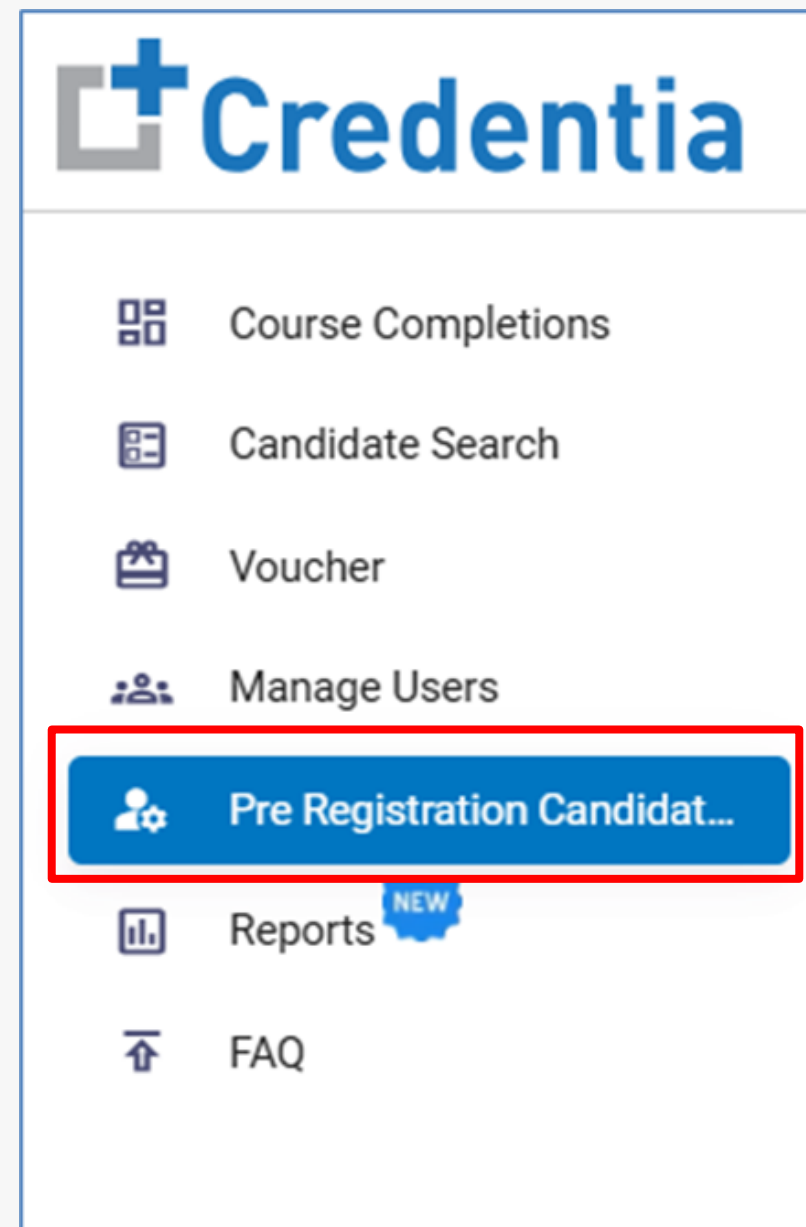 Credentia
Course Completions
Candidate Search
Voucher
Manage Users
Pre Registration Candidat...
Reports NEW
FAQ